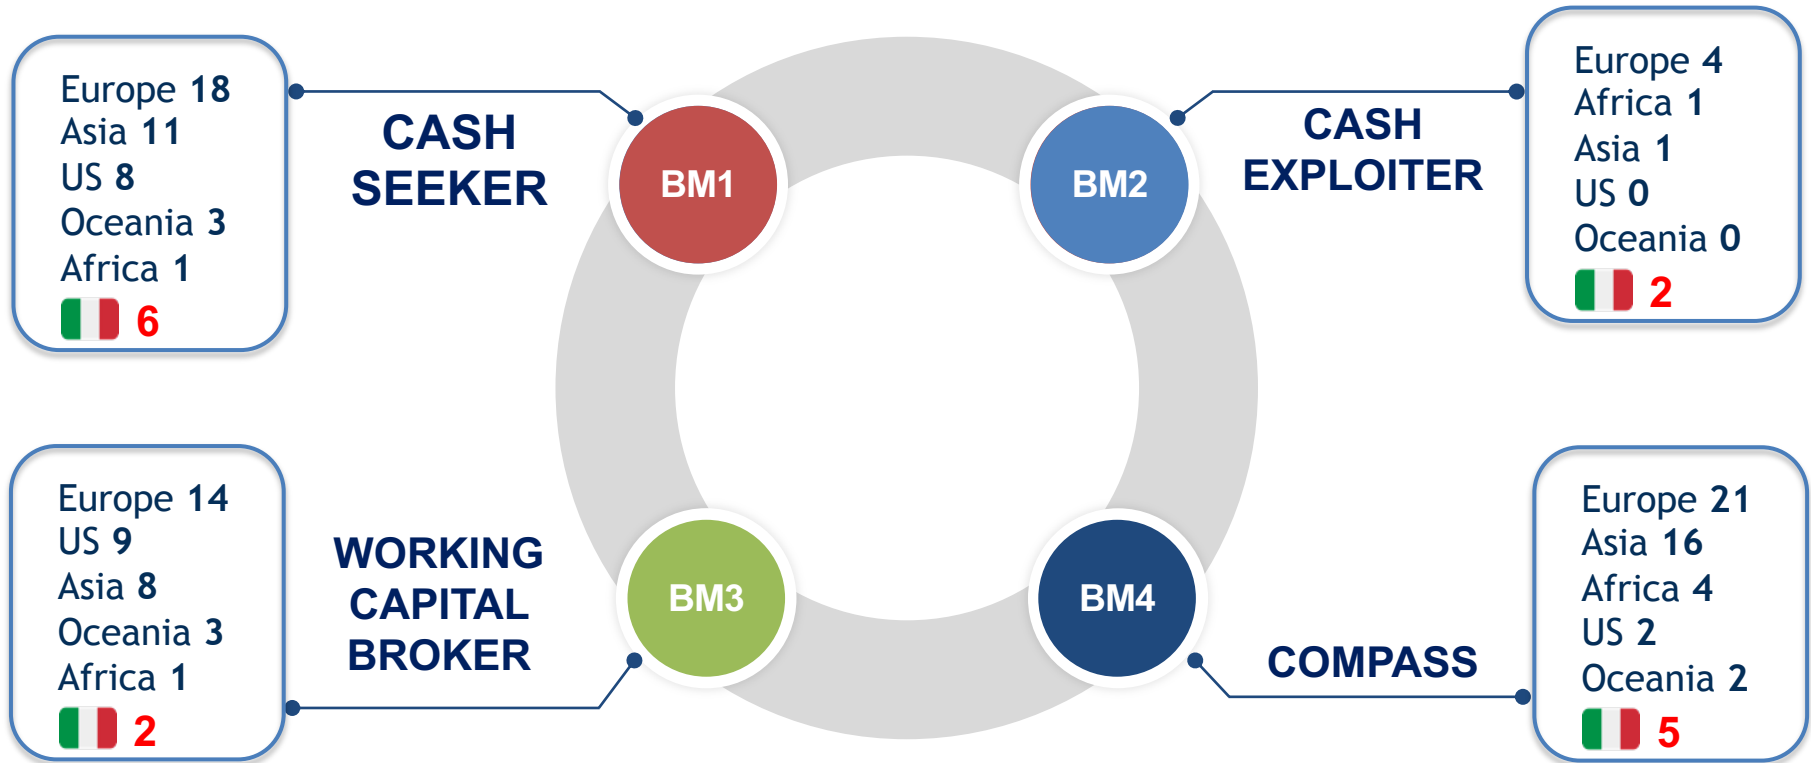 Europe 18
Asia 11
US 8
Oceania 3
Africa 1
6
CASH
SEEKER
BM1
BM2
CASH
EXPLOITER
Europe 4
Africa 1
Asia 1
US 0
Oceania 0
2
Europe 14
US 9
Asia 8
Oceania 3
Africa 1
2
WORKING
CAPITAL
BROKER
BM3
BM4
COMPASS
Europe 21
Asia 16
Africa 4
US 2
Oceania 2
5